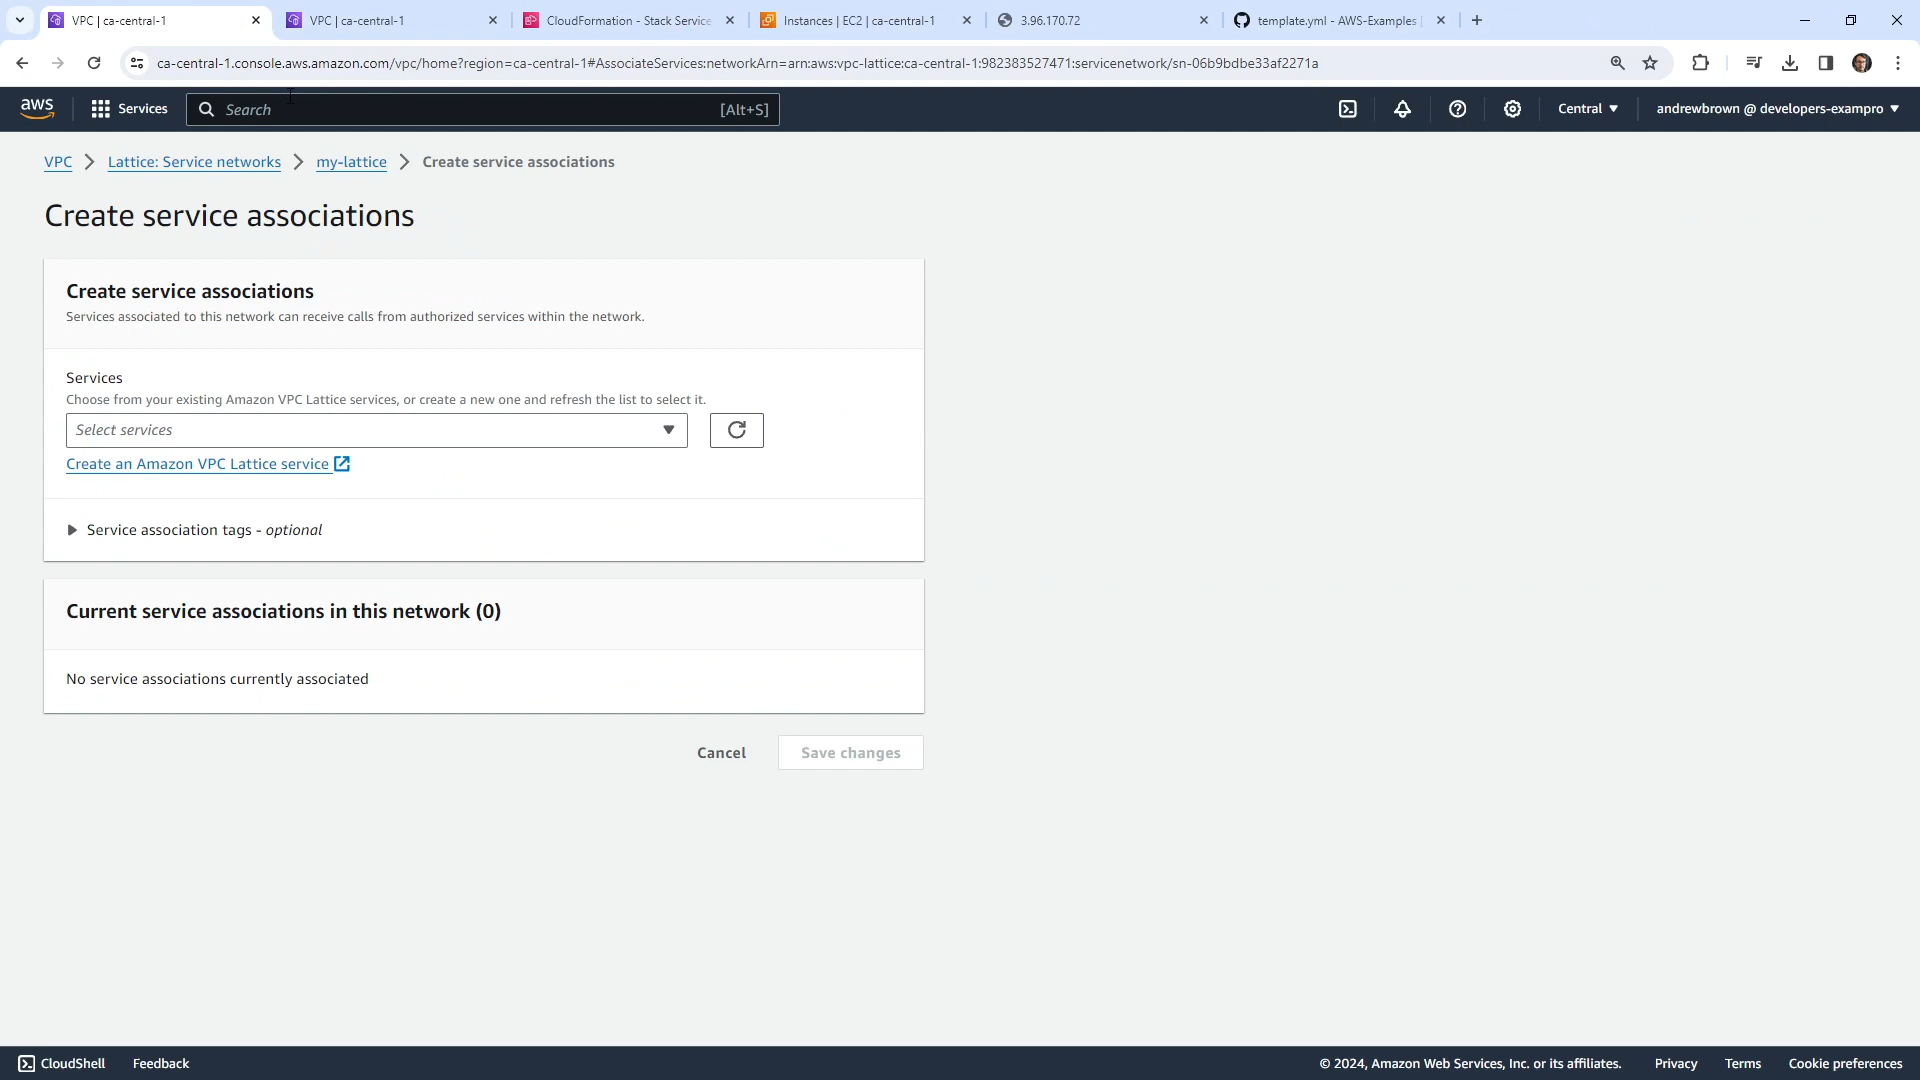 VPC | ca-central-1
VPC | ca-central-1
CloudFormation - Stack Service
Instances | EC2 | ca-central-1
3.96.170.72
template.yml - AWS-Examples
ca-central-1.console.aws.amazon.com/vpc/home?region=ca-central-1#AssociateServices:networkArn=arn:aws:vpc-lattice:ca-central-1:982383527471:servicenetwork/sn-06b9bdbe33af2271a
aws
Services
Search
[Alt+S]
Central
andrewbrown @ developers-exampro
VPC
Lattice: Service networks
my-lattice
Create service associations
Create service associations
Create service associations
Services associated to this network can receive calls from authorized services within the network.
Services
Choose from your existing Amazon VPC Lattice services, or create a new one and refresh the list to select it.
Select services
Create an Amazon VPC Lattice service
Service association tags - optional
Current service associations in this network (0)
No service associations currently associated
Cancel
Save changes
CloudShell
Feedback
© 2024, Amazon Web Services, Inc. or its affiliates.
Privacy
Terms
Cookie preferences